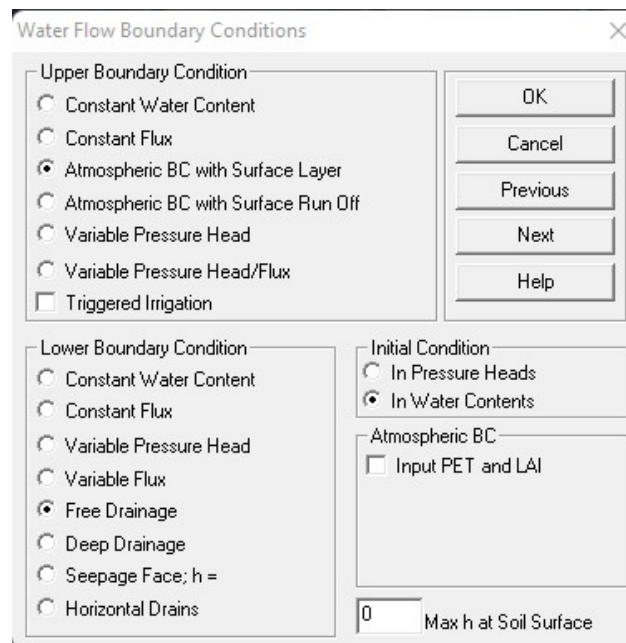 Water Flow Boundary Conditions
Upper Boundary Condition
Constant Water Content
Constant Flux
Atmospheric BC with Surface Layer
Atmospheric BC with Surface Run Off
Variable Pressure Head
Variable Pressure Head/Flux
Triggered Irrigation
OK
Cancel
Previous
Next
Help
Lower Boundary Condition
Constant Water Content
Constant Flux
Variable Pressure Head
Variable Flux
Free Drainage
Deep Drainage
Seepage Face; h =
Horizontal Drains
Initial Condition
In Pressure Heads
In Water Contents
Atmospheric BC
Input PET and LAI
0 Max h at Soil Surface